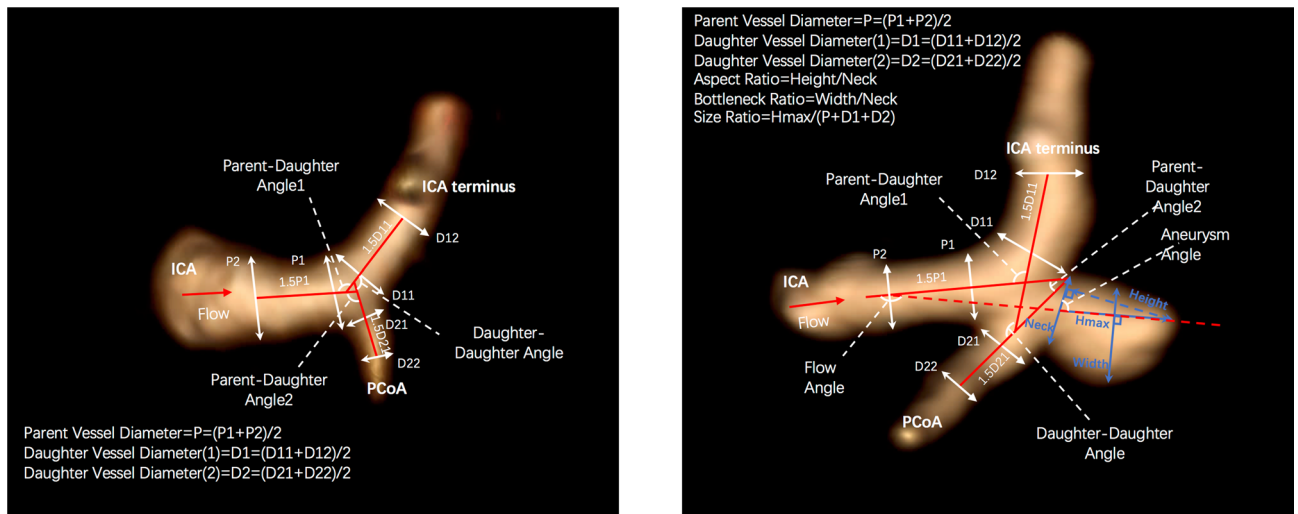 Parent-Daughter
Angle1
ICA terminus
D12
1.5D11
P2
P1
ICA
1.5P1
Flow
D11
D21
1.5D21
D22
Daughter-
Daughter Angle
Parent-Daughter
Angle2
PCoA
Parent Vessel Diameter=P=(P1+P2)/2
Daughter Vessel Diameter(1)=D1=(D11+D12)/2
Daughter Vessel Diameter(2)=D2=(D21+D22)/2
Parent Vessel Diameter=P=(P1+P2)/2
Daughter Vessel Diameter(1)=D1=(D11+D12)/2
Daughter Vessel Diameter(2)=D2=(D21+D22)/2
Aspect Ratio=Height/Neck
Bottleneck Ratio=Width/Neck
Size Ratio=Hmax/(P+D1+D2)
ICA terminus
Parent-Daughter
Angle1
D12
1.5D11
Parent-
Daughter
Angle2
D11
Aneurysm
Angle
P2
P1
ICA
1.5P1
Flow
Height
Neck
Hmax
Width
D21
D22
1.5D21
Flow
Angle
PCoA
Daughter-Daughter
Angle